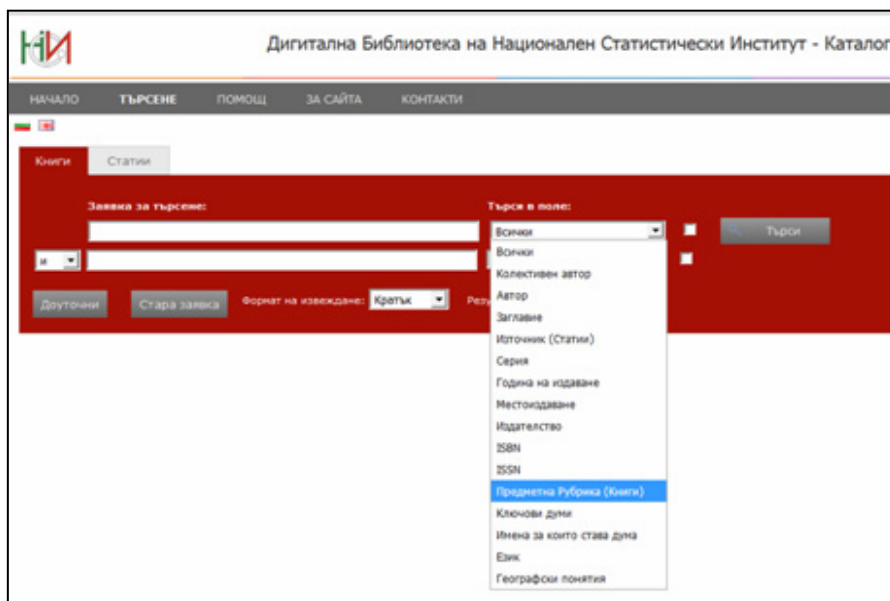 НСИ
Дигитална Библиотека на Национален Статистически Институт - Каталог
НАЧАЛО ТЪРСЕНЕ ПОМОЩ ЗА САЙТА КОНТАКТИ
Книги Статии
Заявка за търсене: Търси в поле:
Всички Търси
и
Доуточни Стара заявка Формат на извеждане: Кратък Резу
Всички
Колективен автор
Автор
Заглавие
Източник (Статии)
Серия
Година на издаване
Местоиздаване
Издателство
ISBN
ISSN
Предметна Рубрика (Книги)
Ключови думи
Имена за които става дума
Език
Географски понятия